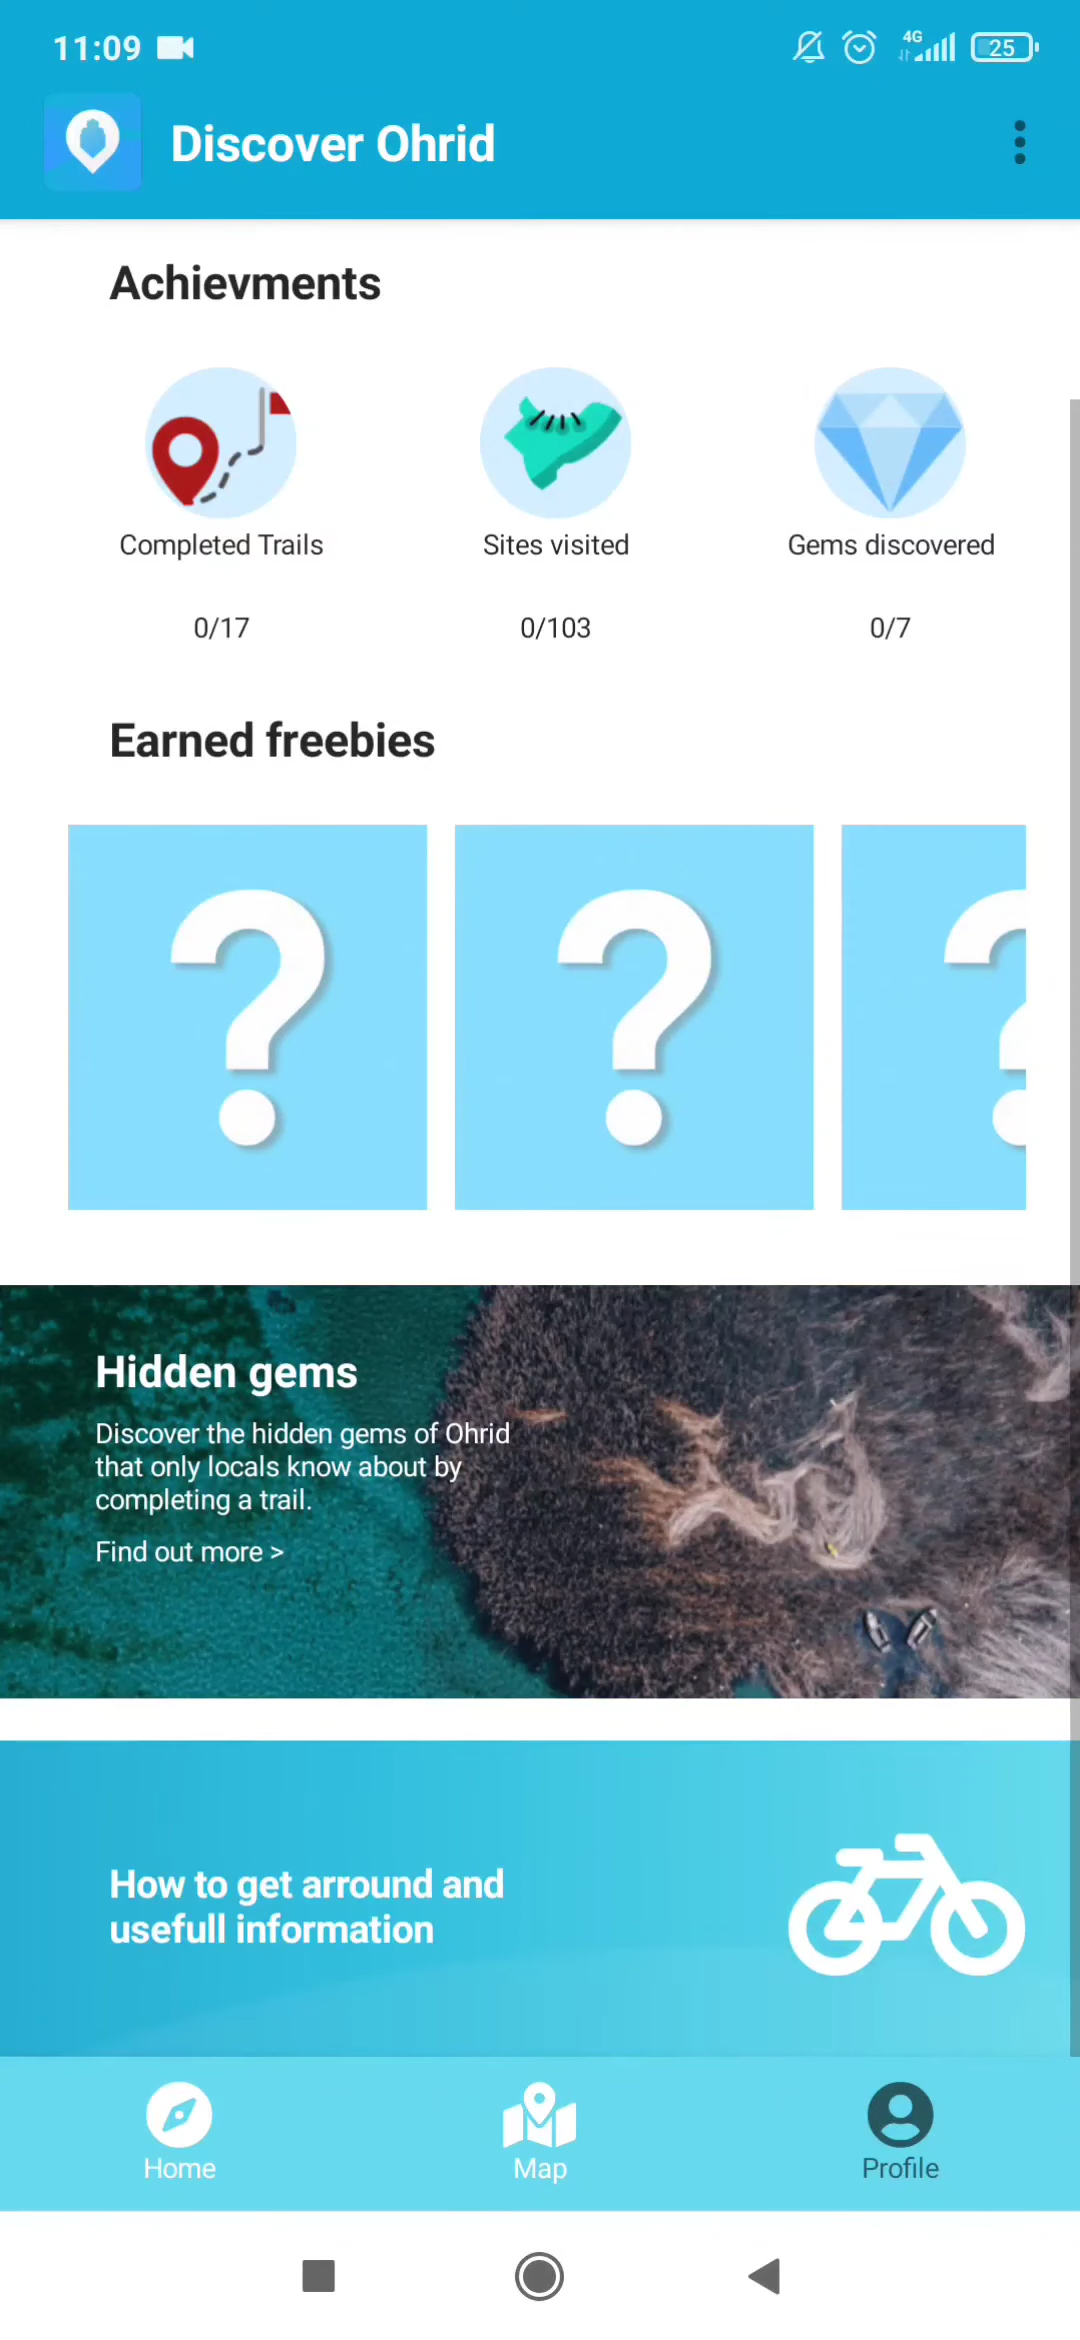 11:09
4G
25
Discover Ohrid
Achievments
Completed Trails
Sites visited
Gems discovered
0/17
0/103
0/7
Earned freebies
?
?
?
Hidden gems
Discover the hidden gems of Ohrid
that only locals know about by
completing a trail.
Find out more >
How to get arround and
usefull information
Home
Map
Profile